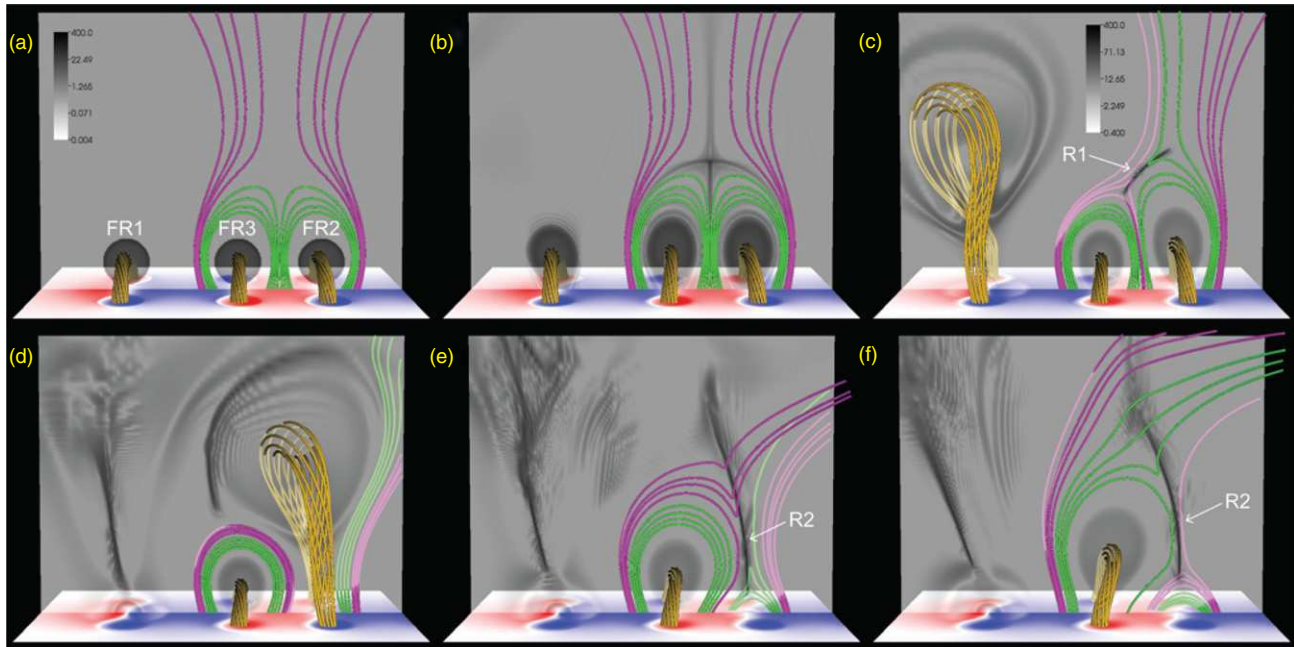 (a)
400.0
22.49
1.265
0.071
0.004
FR1
FR3
FR2
(b)
(c)
400.0
71.13
12.65
2.249
0.400
R1
(d)
(e)
R2
(f)
R2